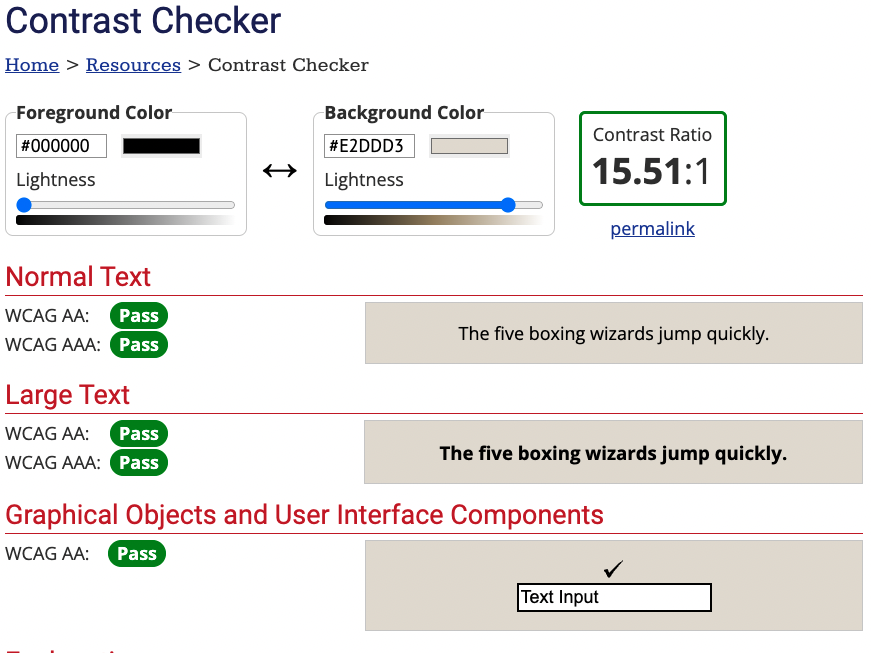 Contrast Checker
Home > Resources > Contrast Checker
Foreground Color
#000000
Lightness
Background Color
#E2DDD3
Lightness
Contrast Ratio
15.51:1
permalink
Normal Text
WCAG AA: Pass
WCAG AAA: Pass
The five boxing wizards jump quickly.
Large Text
WCAG AA: Pass
WCAG AAA: Pass
The five boxing wizards jump quickly.
Graphical Objects and User Interface Components
WCAG AA: Pass
✓
Text Input